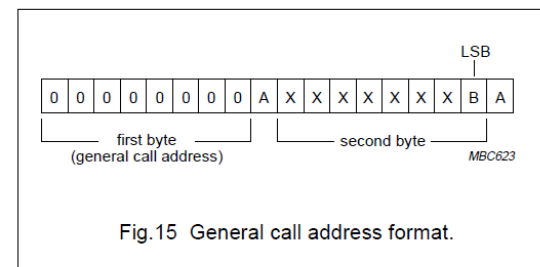 LSB
0 0 0 0 0 0 0 0 A X X X X X X X B A
first byte
(general call address)
second byte
MBC623
Fig.15 General call address format.